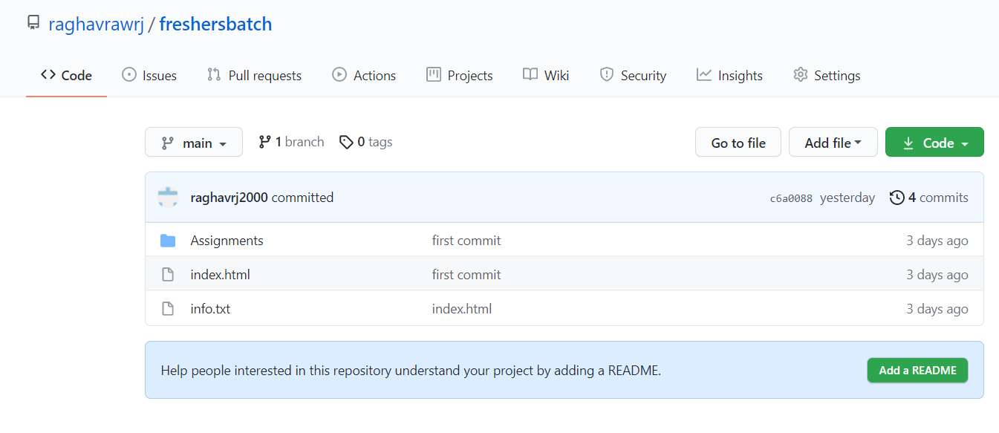 raghavrawrj / freshersbatch
Code Issues Pull requests Actions Projects Wiki Security Insights Settings
main 1 branch 0 tags Go to file Add file Code
raghavrj2000 committed c6a0088 yesterday 4 commits
Assignments first commit 3 days ago
index.html first commit 3 days ago
info.txt index.html 3 days ago
Help people interested in this repository understand your project by adding a README. Add a README